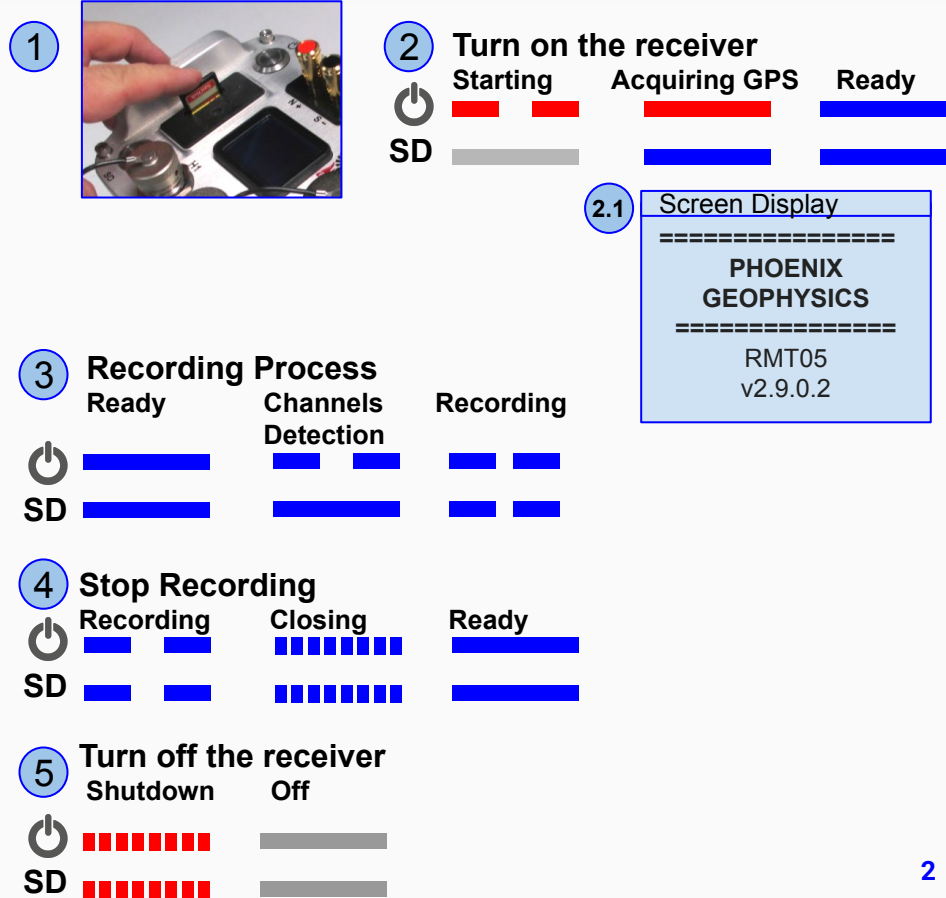 1
2
Turn on the receiver
Starting Acquiring GPS Ready
SD
2.1
Screen Display
================
PHOENIX
GEOPHYSICS
===============
RMT05
v2.9.0.2
3
Recording Process
Ready Channels Recording
Detection
SD
4
Stop Recording
Recording Closing Ready
SD
5
Turn off the receiver
Shutdown Off
SD
2